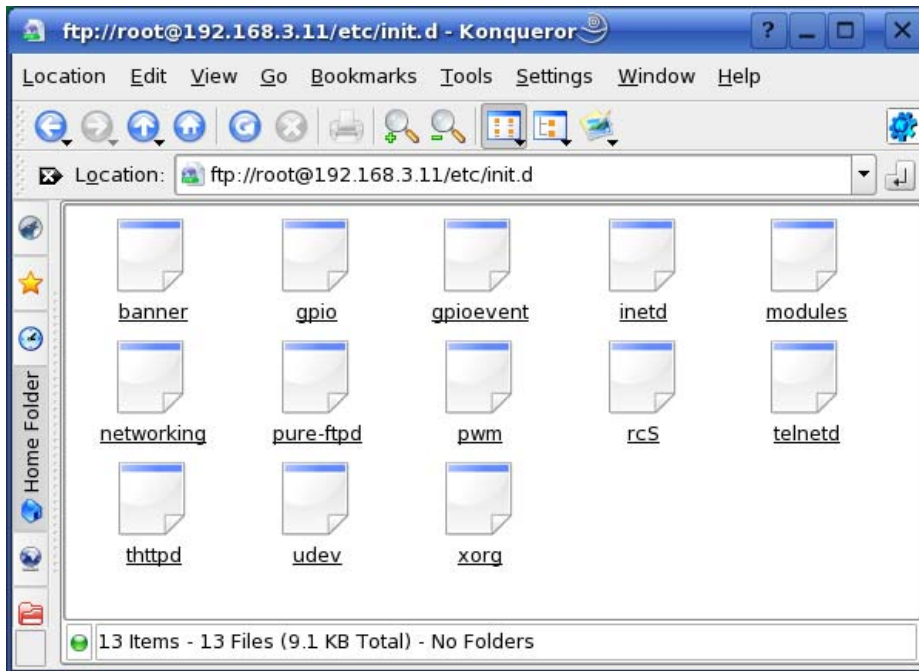 ftp://root@192.168.3.11/etc/init.d - Konqueror
Location Edit View Go Bookmarks Tools Settings Window Help
Location: ftp://root@192.168.3.11/etc/init.d
banner gpio gpioevent inetd modules
networking pure-ftpd pwm rcS telnetd
thttpd udev xorg
Home Folder
13 Items - 13 Files (9.1 KB Total) - No Folders